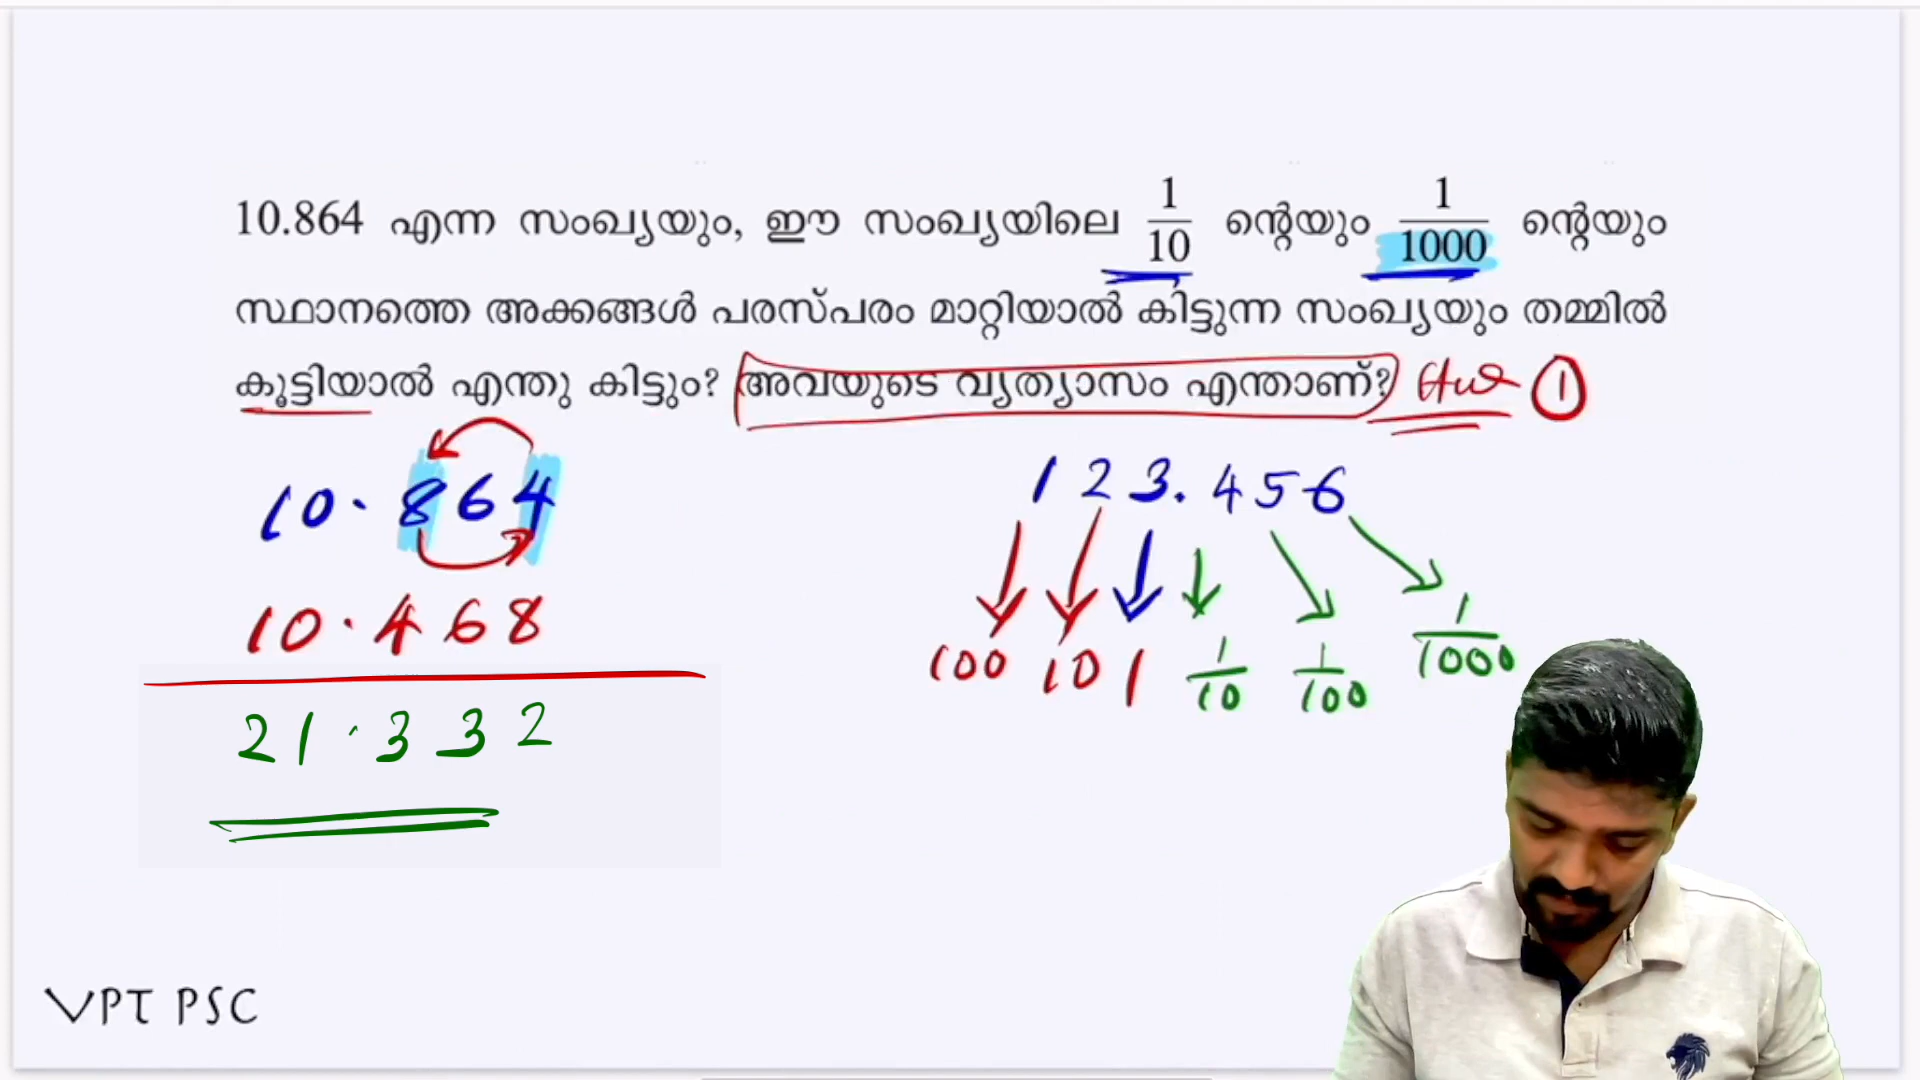 10.864 എന്ന സംഖ്യയും, ഈ സംഖ്യയിലെ 1/10 ന്റെയും 1/1000 ന്റെയും
സ്ഥാനത്തെ അക്കങ്ങൾ പരസ്പരം മാറ്റിയാൽ കിട്ടുന്ന സംഖ്യയും തമ്മിൽ
കൂട്ടിയാൽ എന്തു കിട്ടും? അവയുടെ വ്യത്യാസം എന്താണ്? 1
10.864
10.468
21.332
123.456
100 10 1 1/10 1/100 1/1000
VPT PSC